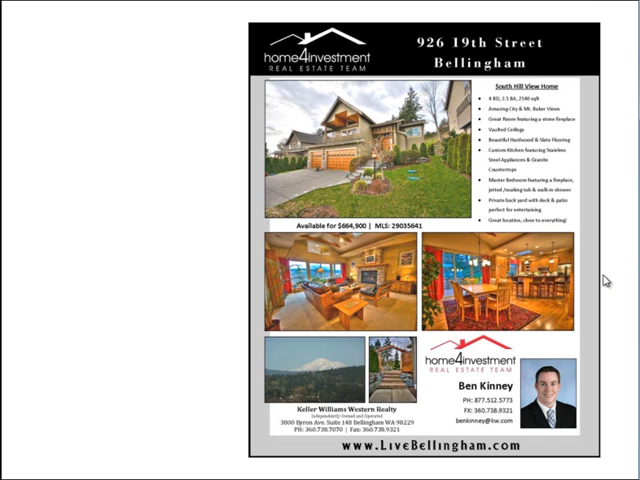 home4investment
REAL ESTATE TEAM
926 19th Street
Bellingham
South Hill View Home
• 4 BD, 2.5 BA, 2540 sqft
• Amazing City & Mt. Baker Views
• Great Room featuring a stone fireplace
• Vaulted Ceilings
• Beautiful Hardwood & Slate Flooring
• Custom Kitchen featuring Stainless
Steel Appliances & Granite
Countertops
• Master Bedroom featuring a fireplace,
jetted /soaking tub & walk-in shower
• Private back yard with deck & patio
perfect for entertaining
• Great location, close to everything!
Available for $664,900 | MLS: 29035641
home4investment
REAL ESTATE TEAM
Ben Kinney
PH: 877.512.5773
FX: 360.738.9321
benkinney@kw.com
Keller Williams Western Realty
Independently Owned and Operated
3800 Byron Ave. Suite 148 Bellingham WA 98229
PH: 360.738.7070 | Fax: 360.738.9321
www.LiveBellingham.com